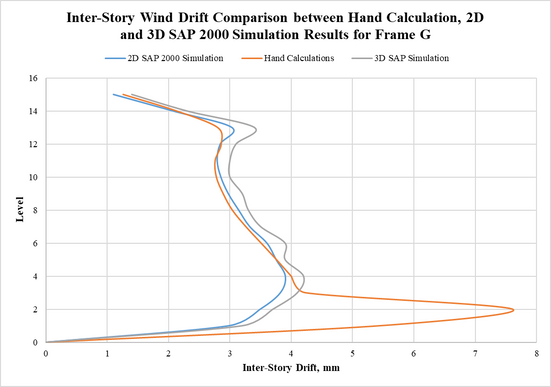 Inter-Story Wind Drift Comparison between Hand Calculation, 2D
and 3D SAP 2000 Simulation Results for Frame G
2D SAP 2000 Simulation Hand Calculations 3D SAP Simulation
16
14
12
10
8
6
4
2
0
Level
0 1 2 3 4 5 6 7 8
Inter-Story Drift, mm